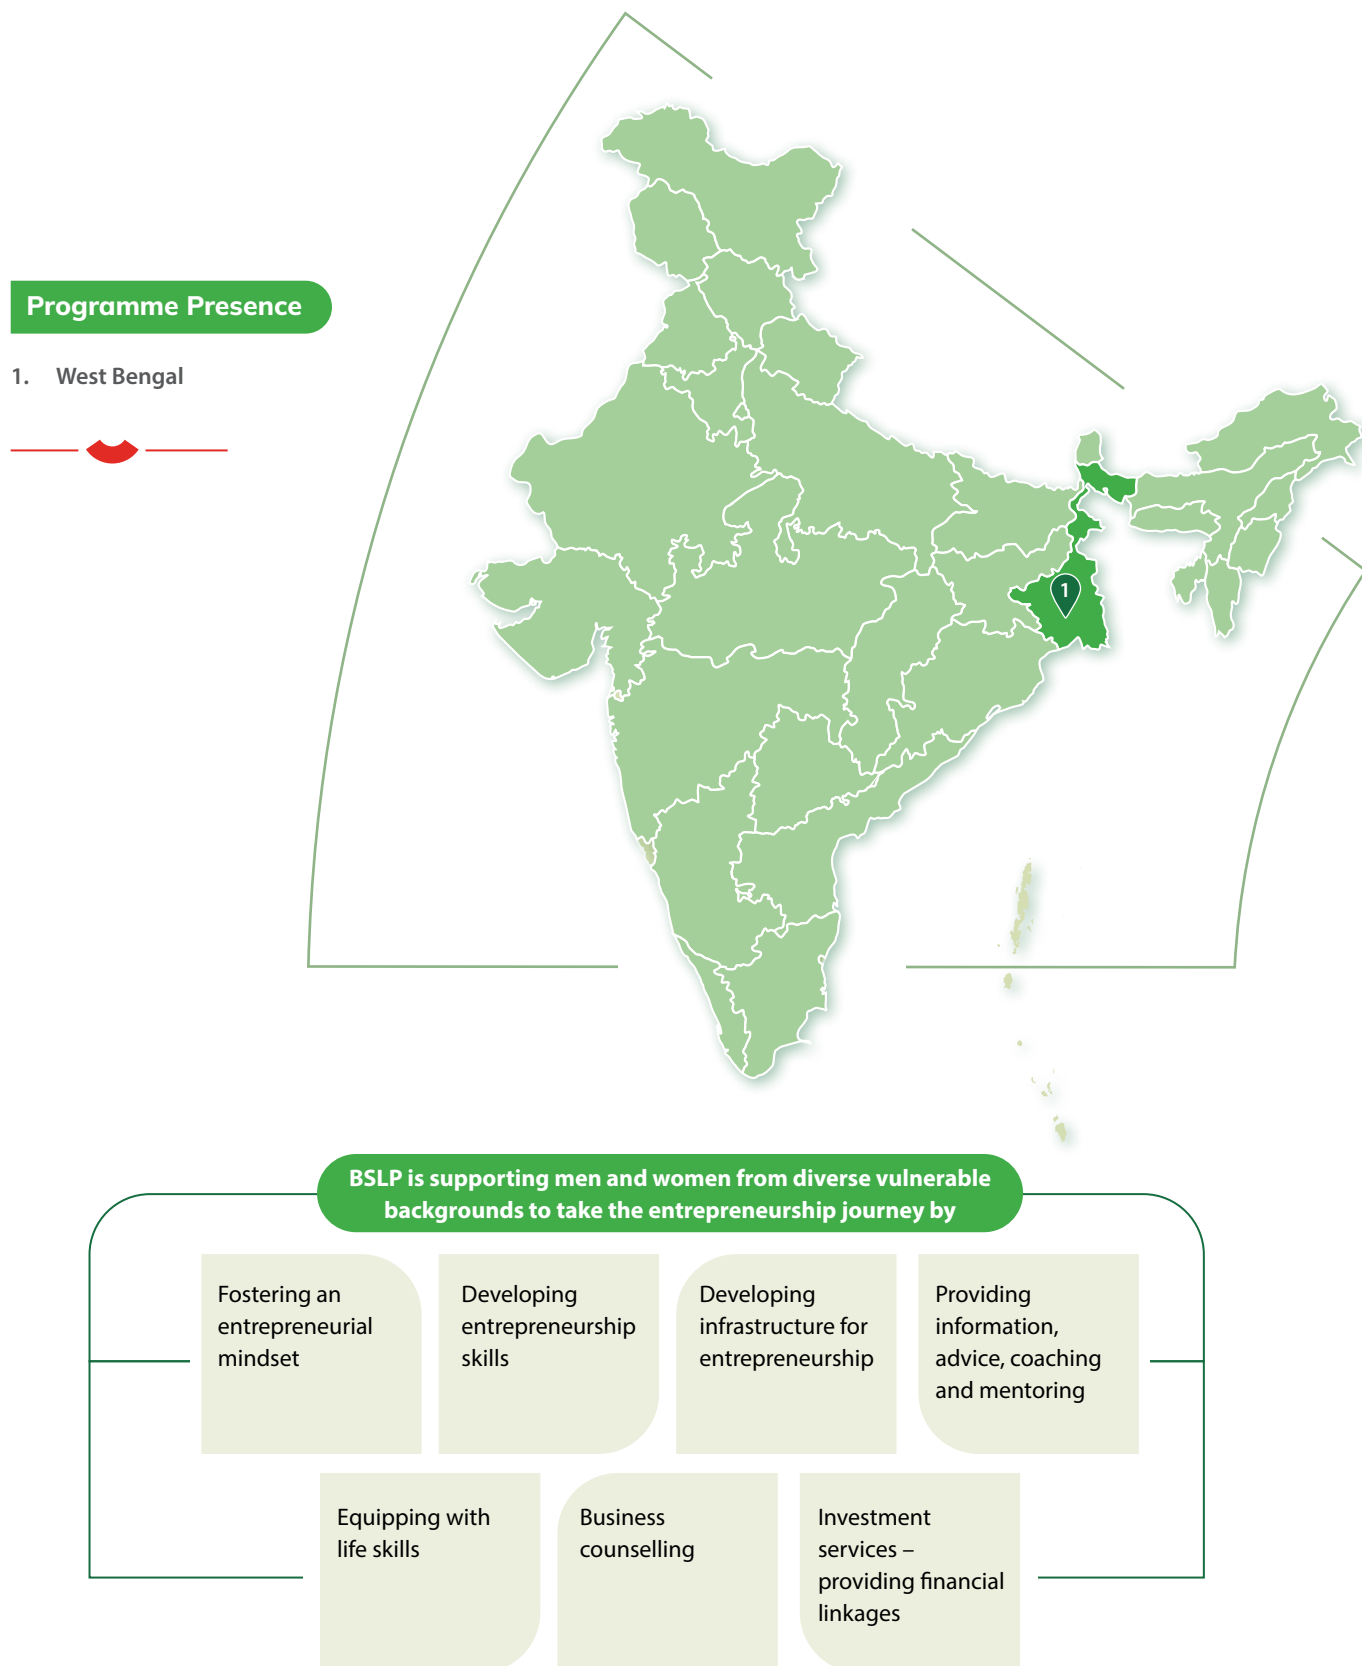 Programme Presence
1. West Bengal
1
BSLP is supporting men and women from diverse vulnerable
backgrounds to take the entrepreneurship journey by
Fostering an
entrepreneurial
mindset
Developing
entrepreneurship
skills
Developing
infrastructure for
entrepreneurship
Providing
information,
advice, coaching
and mentoring
Equipping with
life skills
Business
counselling
Investment
services –
providing financial
linkages